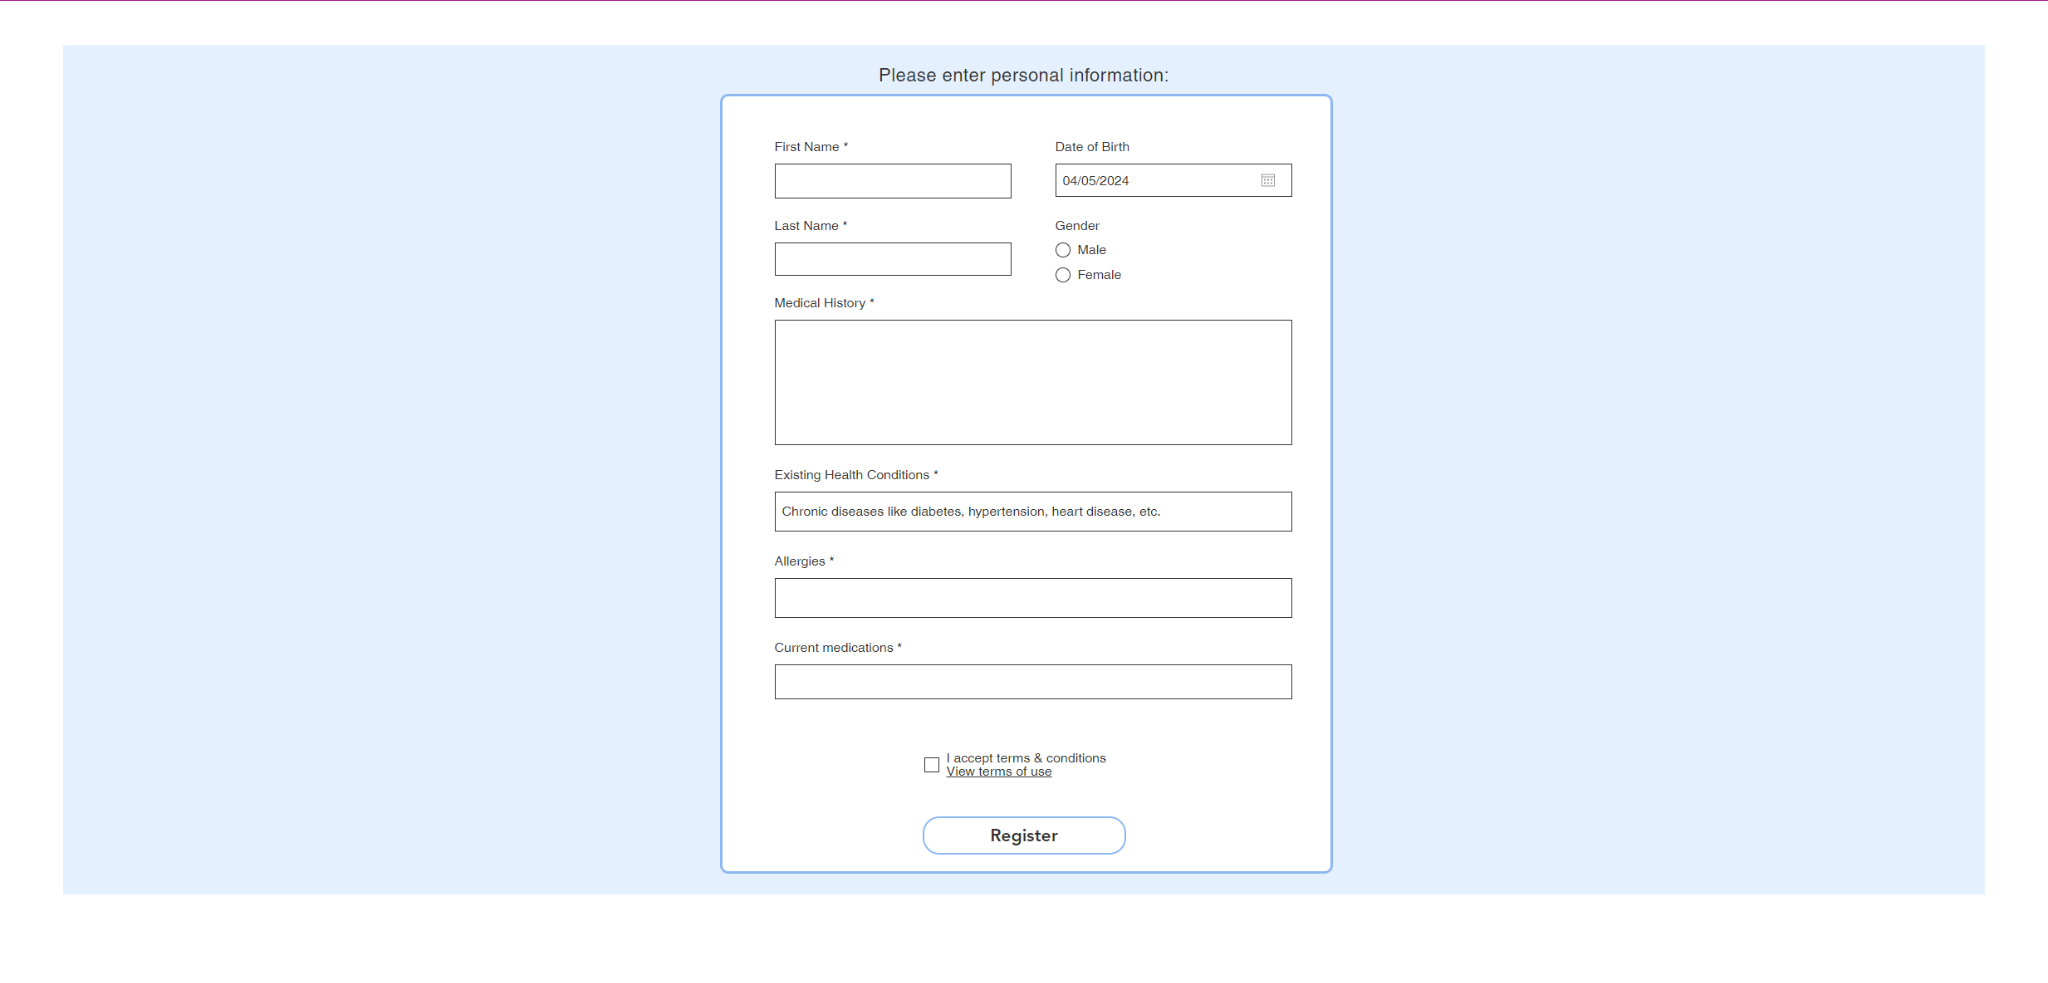 Please enter personal information:
First Name *
Date of Birth
04/05/2024
Last Name *
Gender
Male
Female
Medical History *
Existing Health Conditions *
Chronic diseases like diabetes, hypertension, heart disease, etc.
Allergies *
Current medications *
I accept terms & conditions
View terms of use
Register